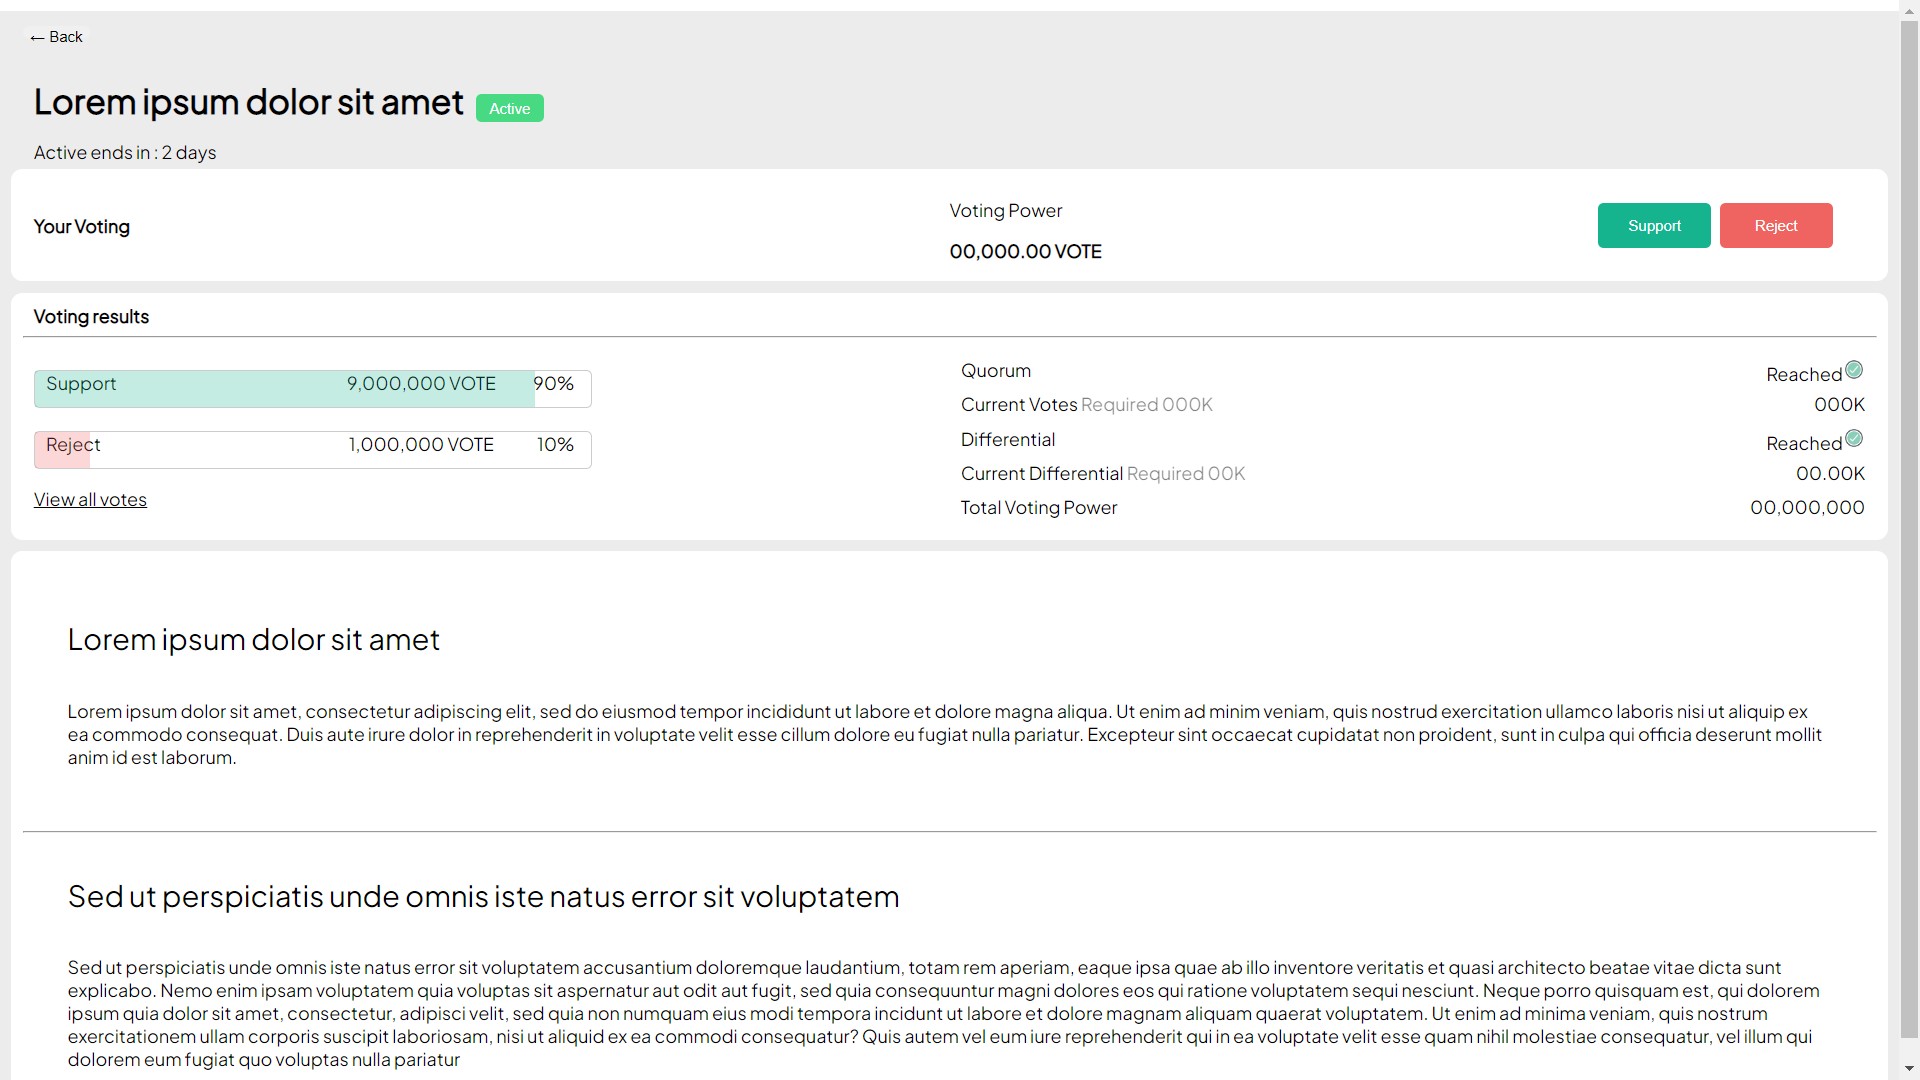 ← Back
Lorem ipsum dolor sit amet Active
Active ends in : 2 days
Your Voting
Voting Power
00,000.00 VOTE
Support Reject
Voting results
Support 9,000,000 VOTE 90%
Reject 1,000,000 VOTE 10%
View all votes
Quorum Reached
Current Votes Required 000K 000K
Differential Reached
Current Differential Required 00K 00.00K
Total Voting Power 00,000,000
Lorem ipsum dolor sit amet
Lorem ipsum dolor sit amet, consectetur adipiscing elit, sed do eiusmod tempor incididunt ut labore et dolore magna aliqua. Ut enim ad minim veniam, quis nostrud exercitation ullamco laboris nisi ut aliquip ex
ea commodo consequat. Duis aute irure dolor in reprehenderit in voluptate velit esse cillum dolore eu fugiat nulla pariatur. Excepteur sint occaecat cupidatat non proident, sunt in culpa qui officia deserunt mollit
anim id est laborum.
Sed ut perspiciatis unde omnis iste natus error sit voluptatem
Sed ut perspiciatis unde omnis iste natus error sit voluptatem accusantium doloremque laudantium, totam rem aperiam, eaque ipsa quae ab illo inventore veritatis et quasi architecto beatae vitae dicta sunt
explicabo. Nemo enim ipsam voluptatem quia voluptas sit aspernatur aut odit aut fugit, sed quia consequuntur magni dolores eos qui ratione voluptatem sequi nesciunt. Neque porro quisquam est, qui dolorem
ipsum quia dolor sit amet, consectetur, adipisci velit, sed quia non numquam eius modi tempora incidunt ut labore et dolore magnam aliquam quaerat voluptatem. Ut enim ad minima veniam, quis nostrum
exercitationem ullam corporis suscipit laboriosam, nisi ut aliquid ex ea commodi consequatur? Quis autem vel eum iure reprehenderit qui in ea voluptate velit esse quam nihil molestiae consequatur, vel illum qui
dolorem eum fugiat quo voluptas nulla pariatur